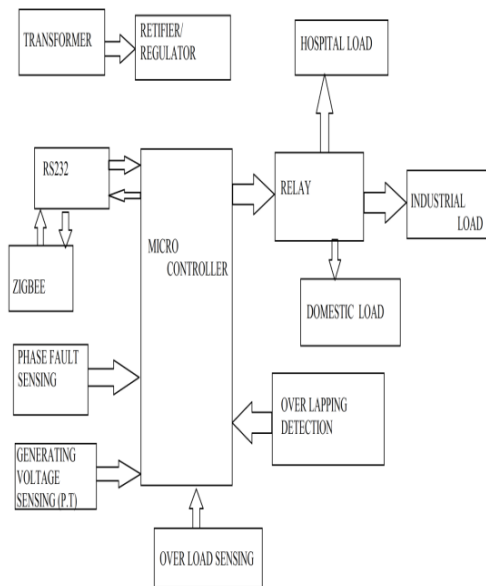 TRANSFORMER
RETIFIER/
REGULATOR
HOSPITAL LOAD
RS232
MICRO
CONTROLLER
RELAY
INDUSTRIAL
LOAD
ZIGBEE
DOMESTIC LOAD
PHASE FAULT
SENSING
OVER LAPPING
DETECTION
GENERATING
VOLTAGE
SENSING (P.T)
OVER LOAD SENSING